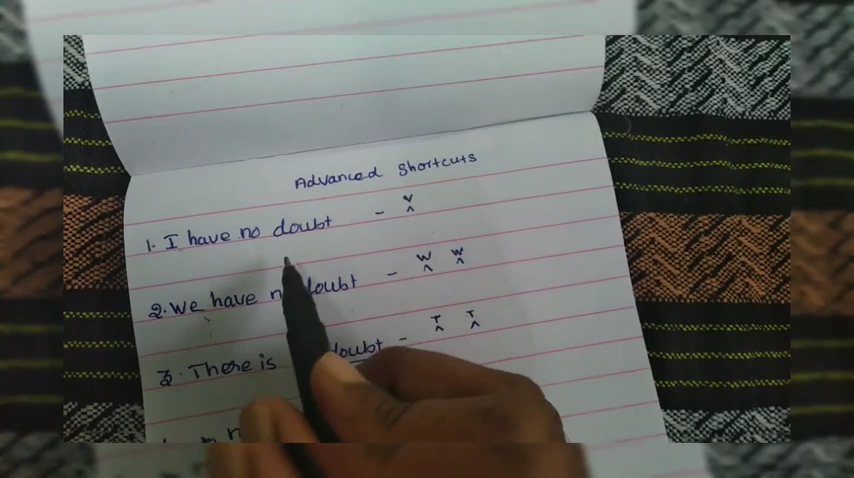 Advanced Shortcuts
1. I have no doubt - V ^
2. We have doubt - W ^ W ^
3. There is doubt - T ^ T ^